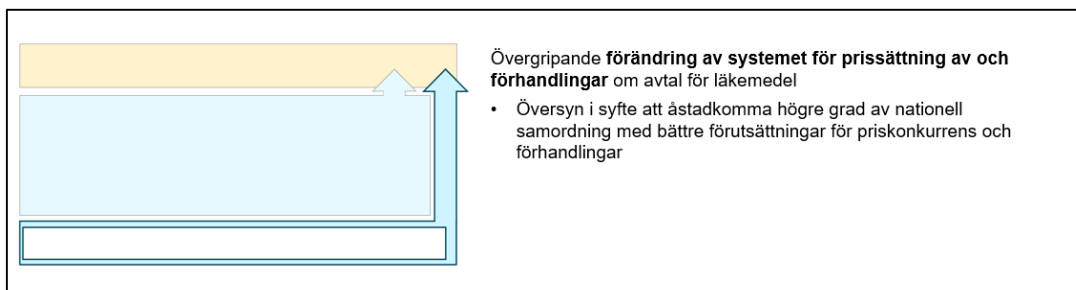 Övergripande förändring av systemet för prissättning av och
förhandlingar om avtal för läkemedel
• Översyn i syfte att åstadkomma högre grad av nationell
samordning med bättre förutsättningar för priskonkurrens och
förhandlingar